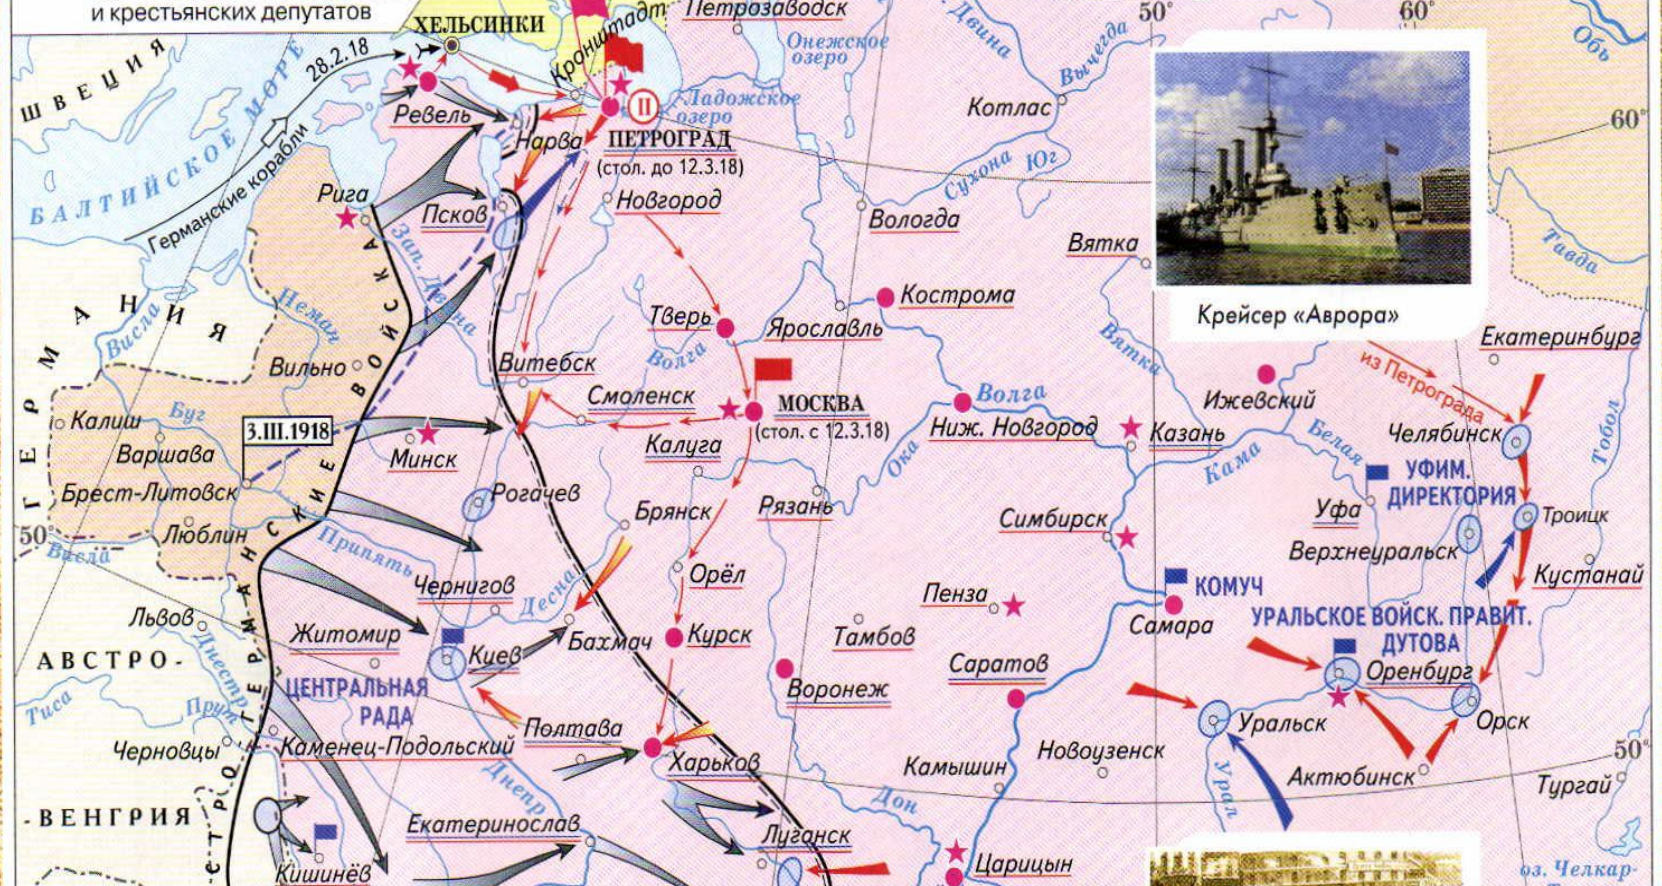 и крестьянских депутатов
ХЕЛЬСИНКИ
Кронштадт
Петрозаводск
Двина
Вычегда
50°
60°
Обь
ШВЕЦИЯ
БАЛТИЙСКОЕ МОРЕ
28.2.18
Германские корабли
Ревель
Нарва
II
ПЕТРОГРАД
(стол. до 12.3.18)
Ладожское
озеро
Онежское
озеро
Котлас
Сухона
Юг
60°
Рига
Псков
Новгород
Вологда
Вятка
Тавда
Зап. Двина
ГЕРМАНИЯ
Висла
Неман
Вильно
Витебск
Тверь
Волга
Ярославль
Кострома
Вятка
Крейсер «Аврора»
Екатеринбург
из Петрограда
Ижевский
Калиш
Буг
Варшава
3.III.1918
Брест-Литовск
Люблин
Минск
Смоленск
МОСКВА
(стол. с 12.3.18)
Калуга
Волга
Ниж. Новгород
Казань
Кама
Белая
Челябинск
Тобол
Ока
Рогачев
Брянск
Рязань
Симбирск
УФИМ.
ДИРЕКТОРИЯ
Уфа
Троицк
Верхнеуральск
Кустанай
50°
Висла
Припять
Чернигов
Десна
Орёл
Пенза
КОМУЧ
Самара
УРАЛЬСКОЕ ВОЙСК. ПРАВИТ.
ДУТОВА
Львов
Днестр
Житомир
Киев
Бахмач
Курск
Тамбов
Саратов
Оренбург
АВСТРО-
Тиса
Прут
ЦЕНТРАЛЬНАЯ
РАДА
Воронеж
Уральск
Орск
Черновцы
Каменец-Подольский
Полтава
Харьков
Новоузенск
Камышин
Урал
Актюбинск
50°
Тургай
-ВЕНГРИЯ
Днепр
Дон
Екатеринослав
Луганск
Царицын
Кишинёв
оз. Челкар-
АВСТРО
ГЕРМАНСКИЕ ВОЙСКА